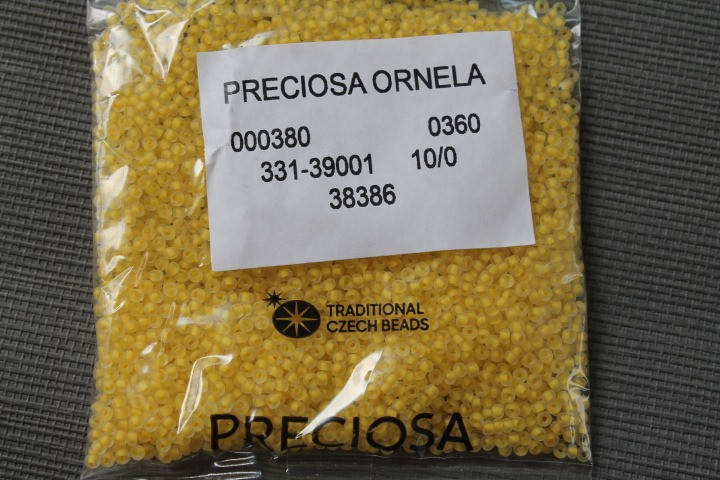 PRECIOSA ORNELA
000380 0360
331-39001 10/0
38386
TRADITIONAL
CZECH BEADS
PRECIOSA